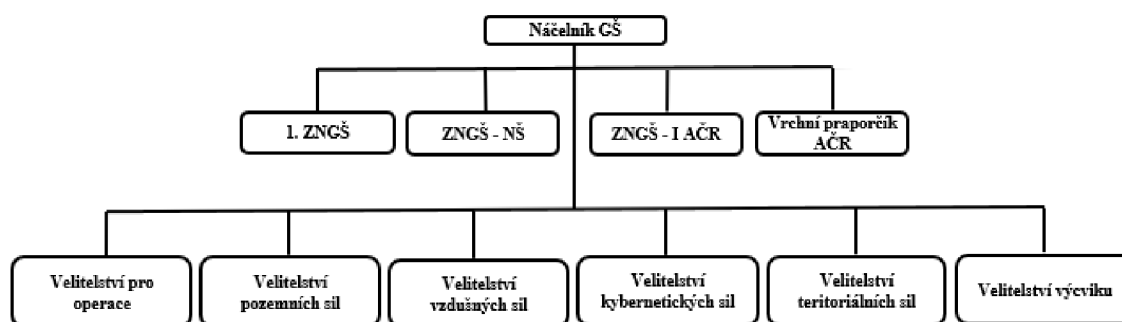 Náčelník GŠ
1. ZNGŠ
ZNGŠ - NŠ
ZNGŠ - I AČR
Vrchní praporčík
AČR
Velitelství pro
operace
Velitelství
pozemních sil
Velitelství
vzdušných sil
Velitelství
kybernetických sil
Velitelství
teritoriálních sil
Velitelství výcviku